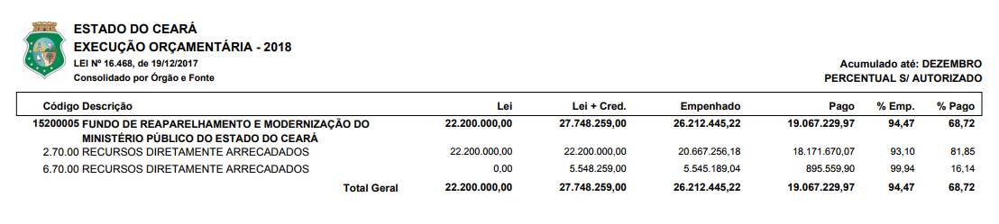 ESTADO DO CEARÁ
EXECUÇÃO ORÇAMENTÁRIA - 2018
LEI Nº 16.468, de 19/12/2017
Consolidado por Órgão e Fonte
Acumulado até: DEZEMBRO
PERCENTUAL S/ AUTORIZADO
Código Descrição Lei Lei + Cred. Empenhado Pago % Emp. % Pago
15200005 FUNDO DE REAPARELHAMENTO E MODERNIZAÇÃO DO 22.200.000,00 27.748.259,00 26.212.445,22 19.067.229,97 94,47 68,72
MINISTÉRIO PÚBLICO DO ESTADO DO CEARÁ
2.70.00 RECURSOS DIRETAMENTE ARRECADADOS 22.200.000,00 22.200.000,00 20.667.256,18 18.171.670,07 93,10 81,85
6.70.00 RECURSOS DIRETAMENTE ARRECADADOS 0,00 5.548.259,00 5.545.189,04 895.559,90 99,94 16,14
Total Geral 22.200.000,00 27.748.259,00 26.212.445,22 19.067.229,97 94,47 68,72